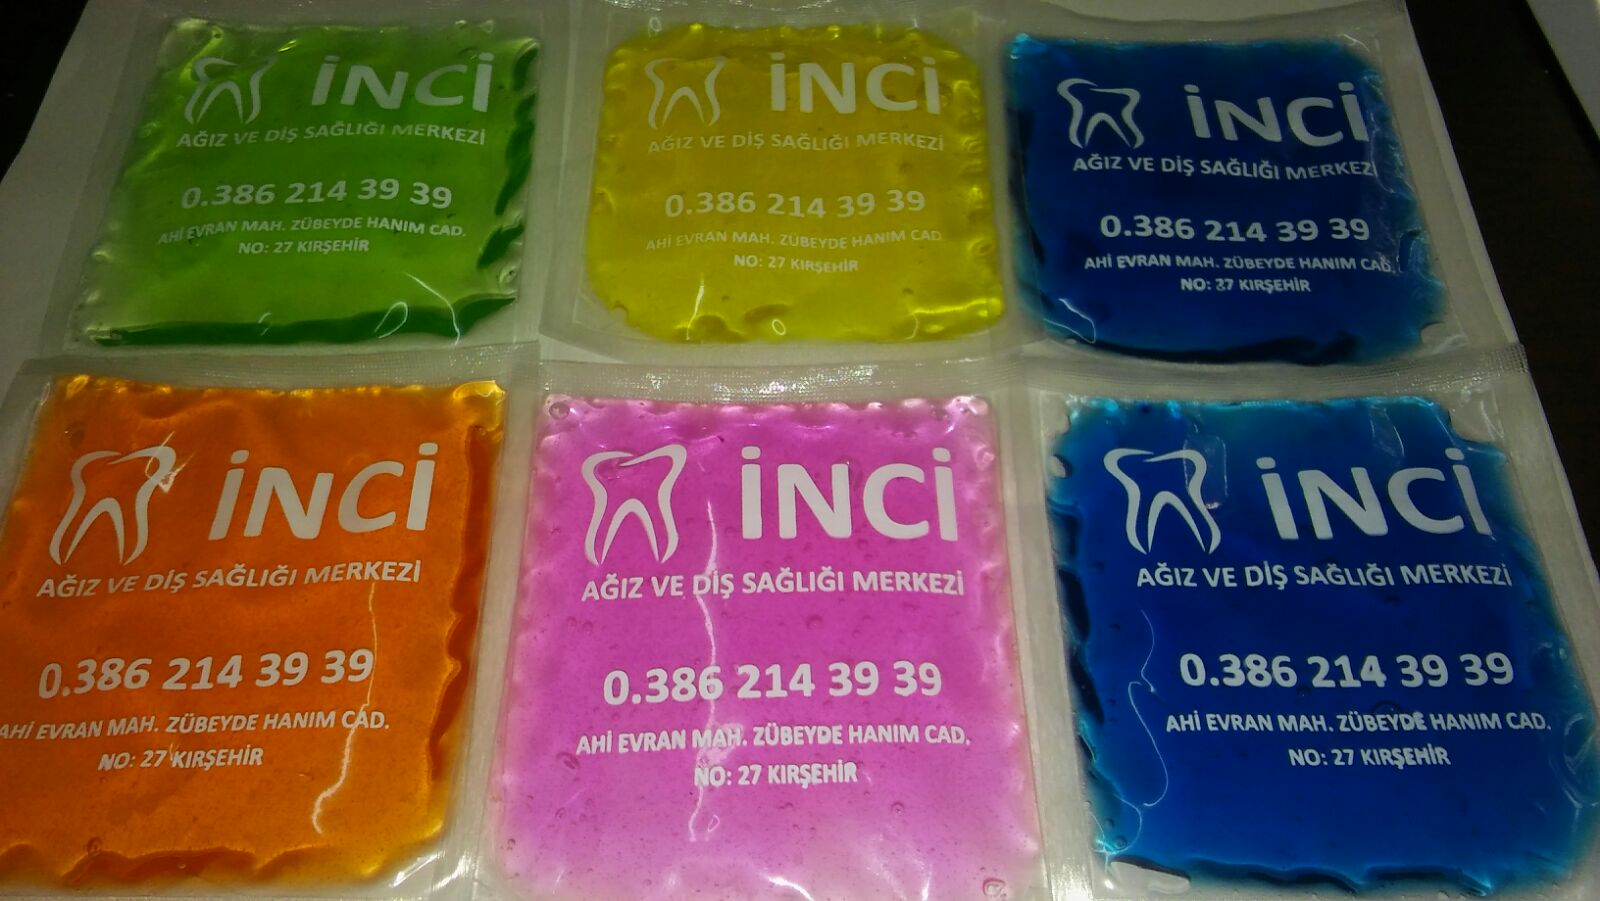 İNCİ
AĞIZ VE DİŞ SAĞLIĞI MERKEZİ
0.386 214 39 39
AHİ EVRAN MAH. ZÜBEYDE HANIM CAD.
NO: 27 KIRŞEHİR
İNCİ
AĞIZ VE DİŞ SAĞLIĞI MERKEZİ
0.386 214 39 39
AHİ EVRAN MAH. ZÜBEYDE HANIM CAD.
NO: 27 KIRŞEHİR
İNCİ
AĞIZ VE DİŞ SAĞLIĞI MERKEZİ
0.386 214 39 39
AHİ EVRAN MAH. ZÜBEYDE HANIM CAD.
NO: 27 KIRŞEHİR
İNCİ
AĞIZ VE DİŞ SAĞLIĞI MERKEZİ
0.386 214 39 39
AHİ EVRAN MAH. ZÜBEYDE HANIM CAD.
NO: 27 KIRŞEHİR
İNCİ
AĞIZ VE DİŞ SAĞLIĞI MERKEZİ
0.386 214 39 39
AHİ EVRAN MAH. ZÜBEYDE HANIM CAD.
NO: 27 KIRŞEHİR
İNCİ
AĞIZ VE DİŞ SAĞLIĞI MERKEZİ
0.386 214 39 39
AHİ EVRAN MAH. ZÜBEYDE HANIM CAD.
NO: 27 KIRŞEHİR